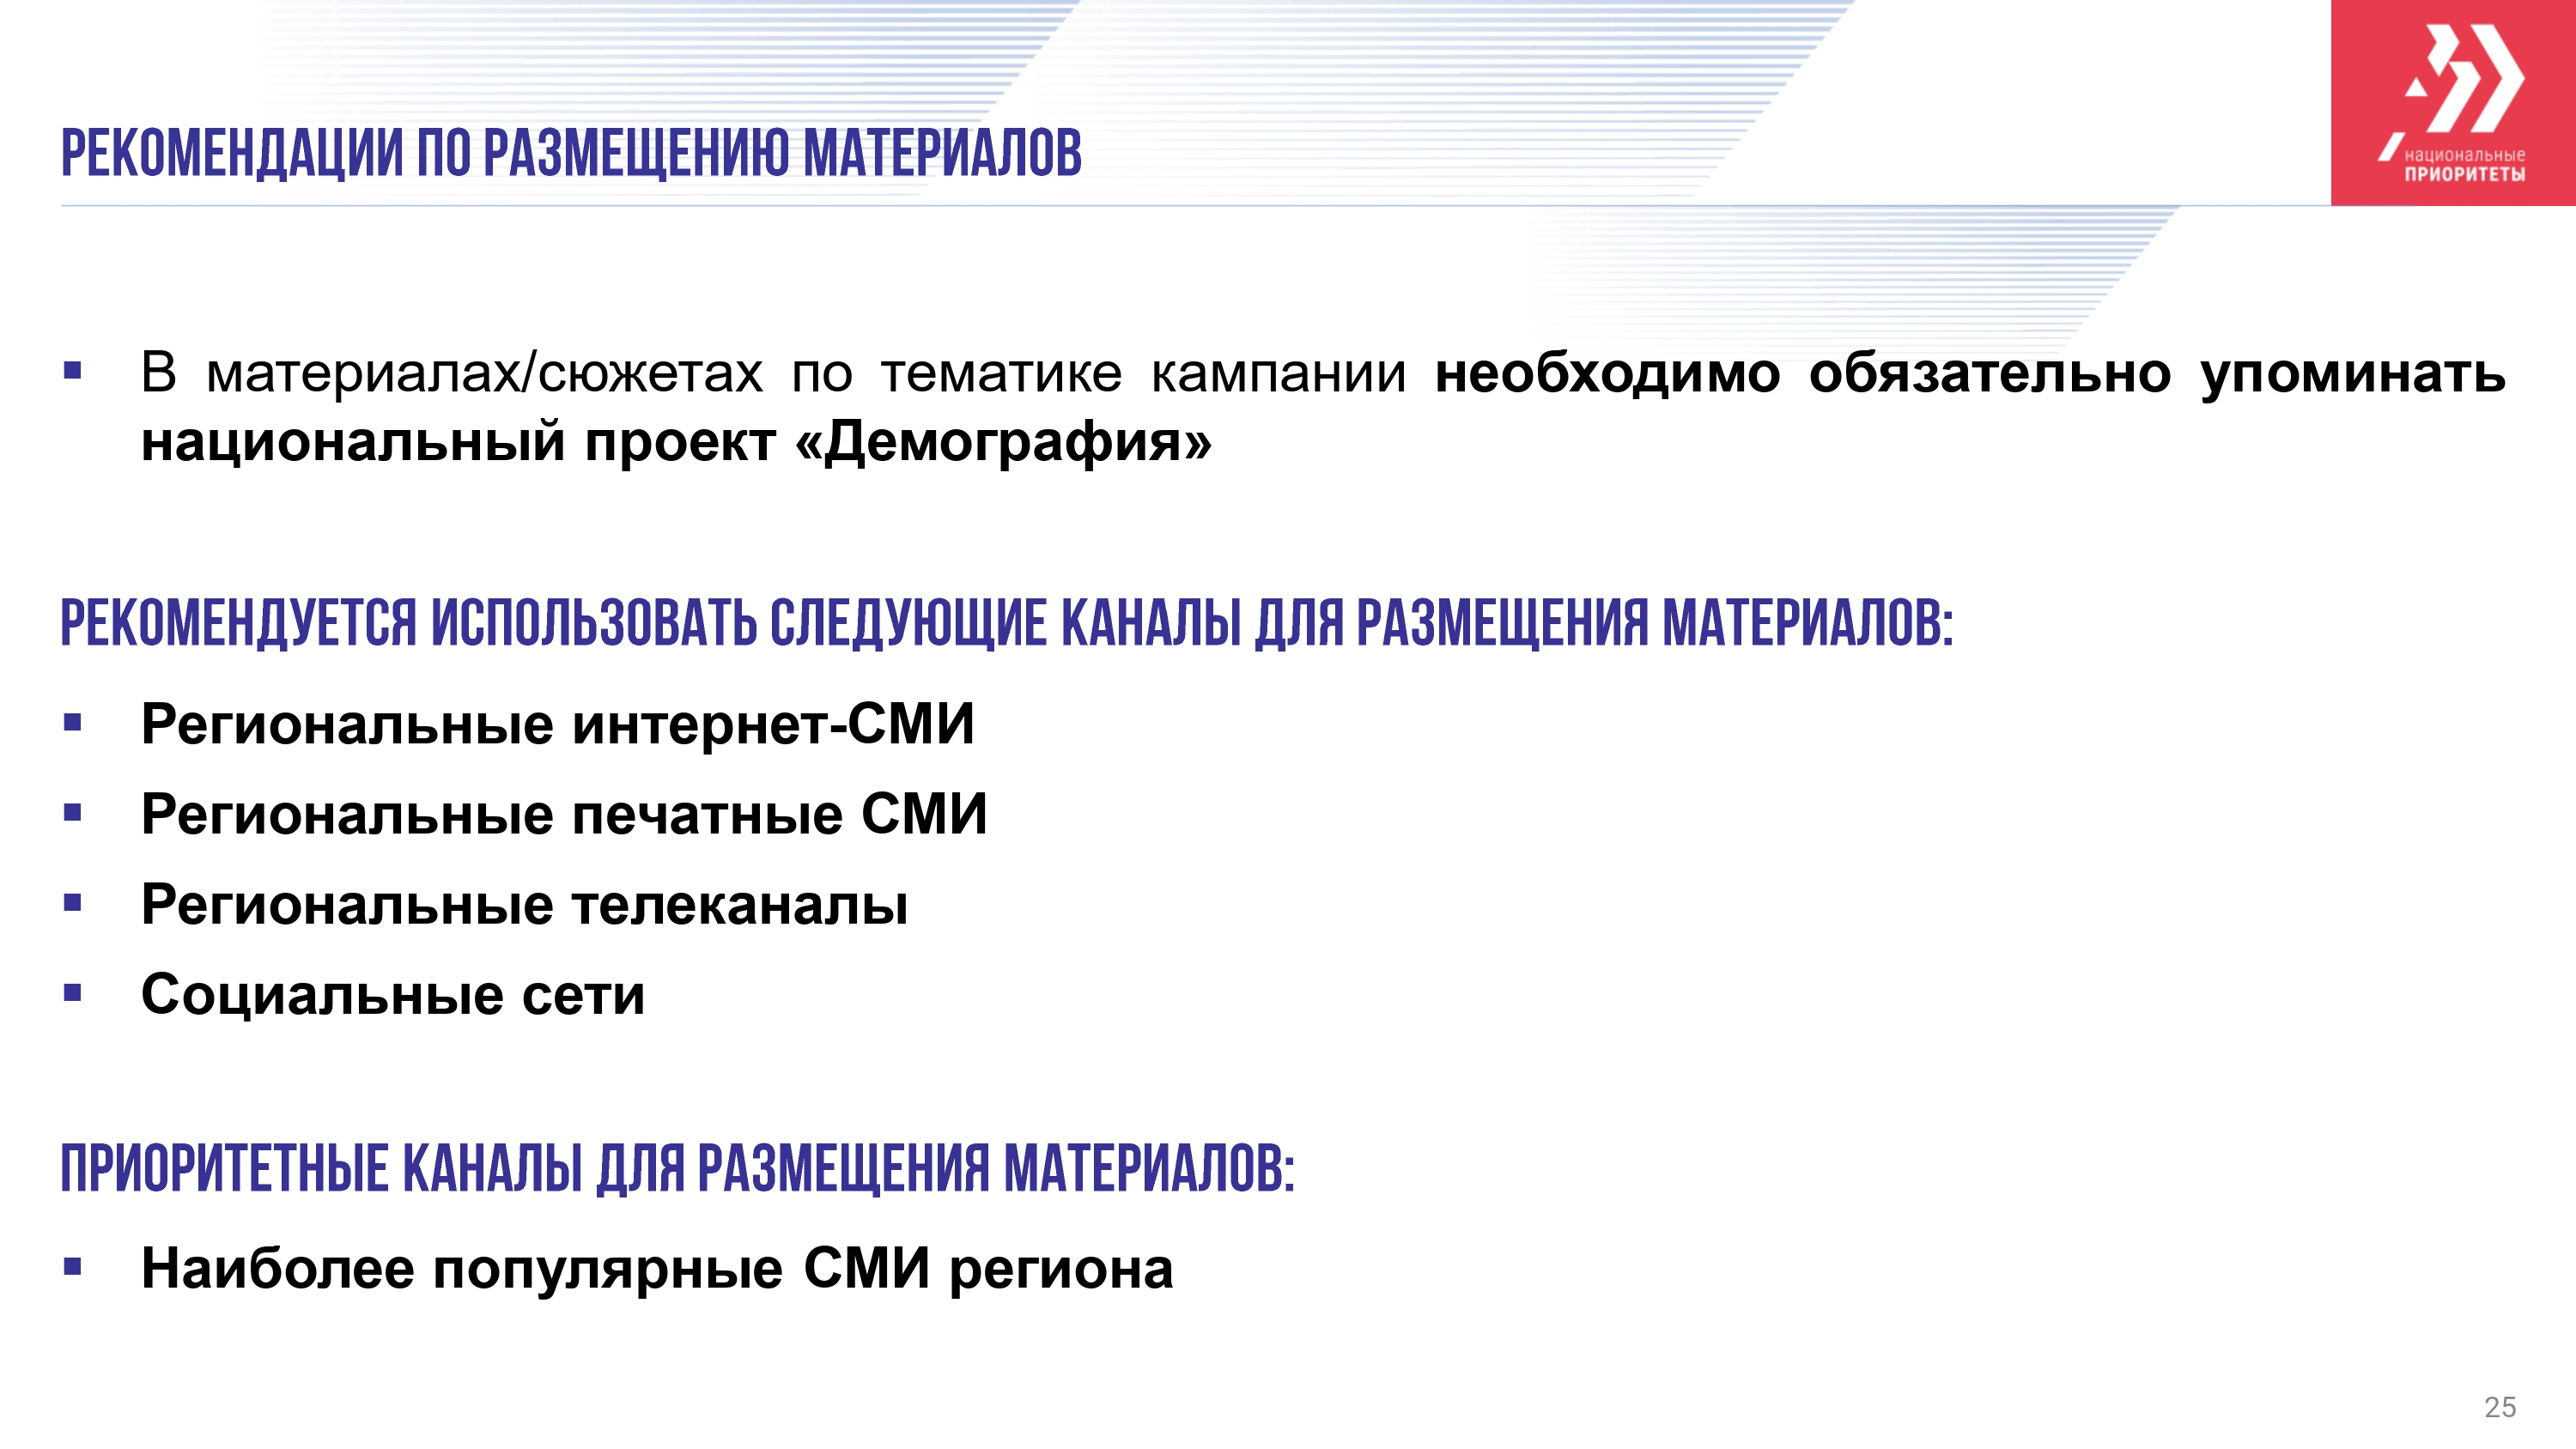 РЕКОМЕНДАЦИИ ПО РАЗМЕЩЕНИЮ МАТЕРИАЛОВ
национальные
ПРИОРИТЕТЫ
▪ В материалах/сюжетах по тематике кампании необходимо обязательно упоминать
национальный проект «Демография»
РЕКОМЕНДУЕТСЯ ИСПОЛЬЗОВАТЬ СЛЕДУЮЩИЕ КАНАЛЫ ДЛЯ РАЗМЕЩЕНИЯ МАТЕРИАЛОВ:
▪ Региональные интернет-СМИ
▪ Региональные печатные СМИ
▪ Региональные телеканалы
▪ Социальные сети
ПРИОРИТЕТНЫЕ КАНАЛЫ ДЛЯ РАЗМЕЩЕНИЯ МАТЕРИАЛОВ:
▪ Наиболее популярные СМИ региона
25